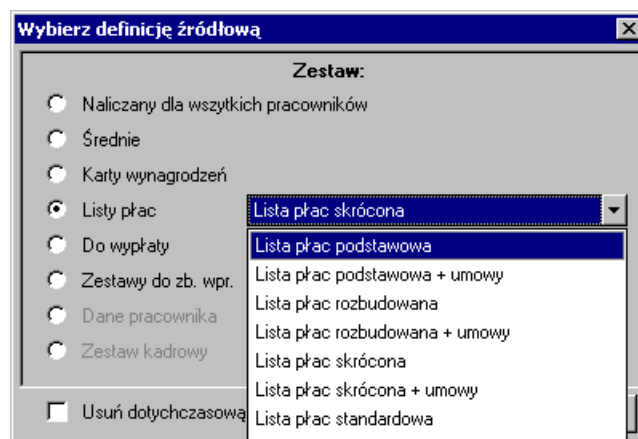 Wybierz definicję źródłową
Zestaw:
Naliczany dla wszytkich pracowników
Średnie
Karty wynagrodzeń
Listy płac
Lista płac skrócona
Do wypłaty
Zestawy do zb. wpr.
Dane pracownika
Zestaw kadrowy
Lista płac podstawowa
Lista płac podstawowa + umowy
Lista płac rozbudowana
Lista płac rozbudowana + umowy
Lista płac skrócona
Lista płac skrócona + umowy
Lista płac standardowa
Usuń dotychczasową